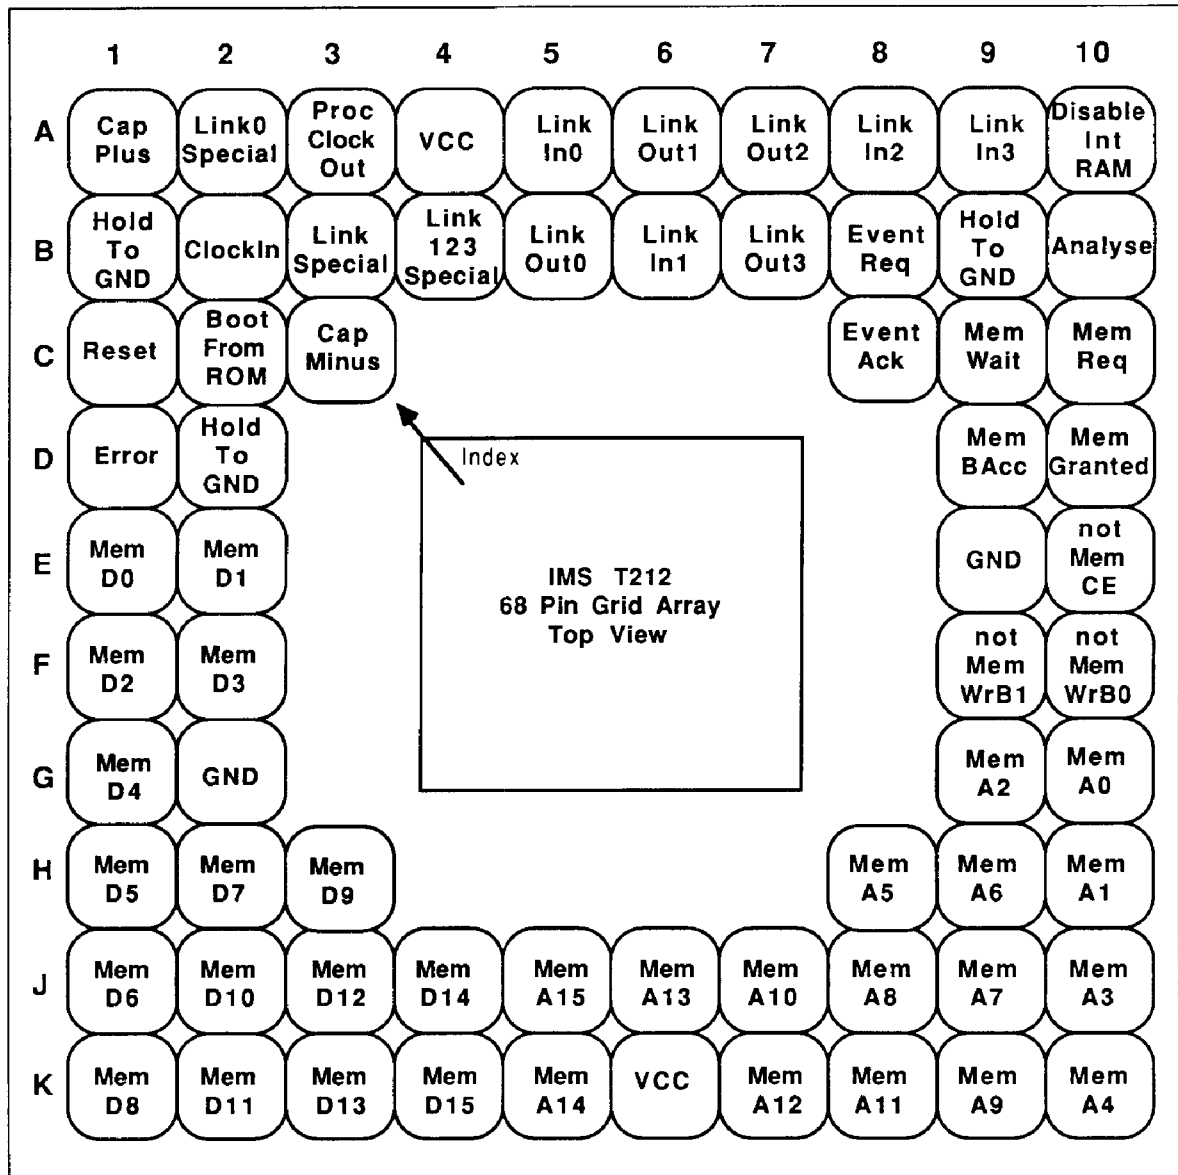 1 2 3 4 5 6 7 8 9 10
A
Cap Plus
Link0 Special
Proc Clock Out
VCC
Link In0
Link Out1
Link Out2
Link In2
Link In3
Disable Int RAM
B
Hold To GND
ClockIn
Link Special
Link 123 Special
Link Out0
Link In1
Link Out3
Event Req
Hold To GND
Analyse
C
Reset
Boot From ROM
Cap Minus
Event Ack
Mem Wait
Mem Req
D
Error
Hold To GND
Index
Mem BAcc
Mem Granted
E
Mem D0
Mem D1
IMS T212
68 Pin Grid Array
Top View
GND
not Mem CE
F
Mem D2
Mem D3
not Mem WrB1
not Mem WrB0
G
Mem D4
GND
Mem A2
Mem A0
H
Mem D5
Mem D7
Mem D9
Mem A5
Mem A6
Mem A1
J
Mem D6
Mem D10
Mem D12
Mem D14
Mem A15
Mem A13
Mem A10
Mem A8
Mem A7
Mem A3
K
Mem D8
Mem D11
Mem D13
Mem D15
Mem A14
VCC
Mem A12
Mem A11
Mem A9
Mem A4